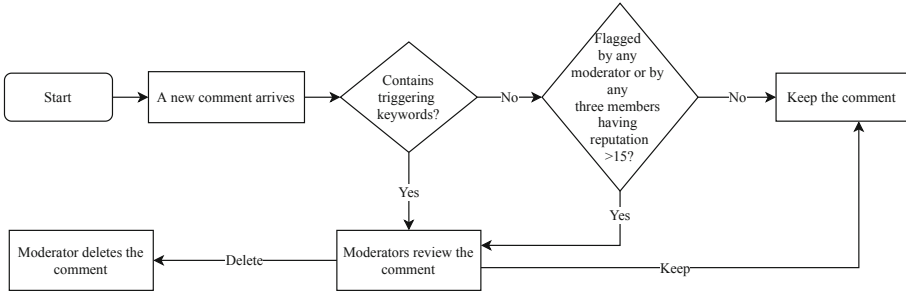 Start
A new comment arrives
Contains
triggering
keywords?
No
Flagged
by any
moderator or by
any
three members
having
reputation
>15?
No
Keep the comment
Yes
Yes
Moderator deletes the
comment
Delete
Moderators review the
comment
Keep